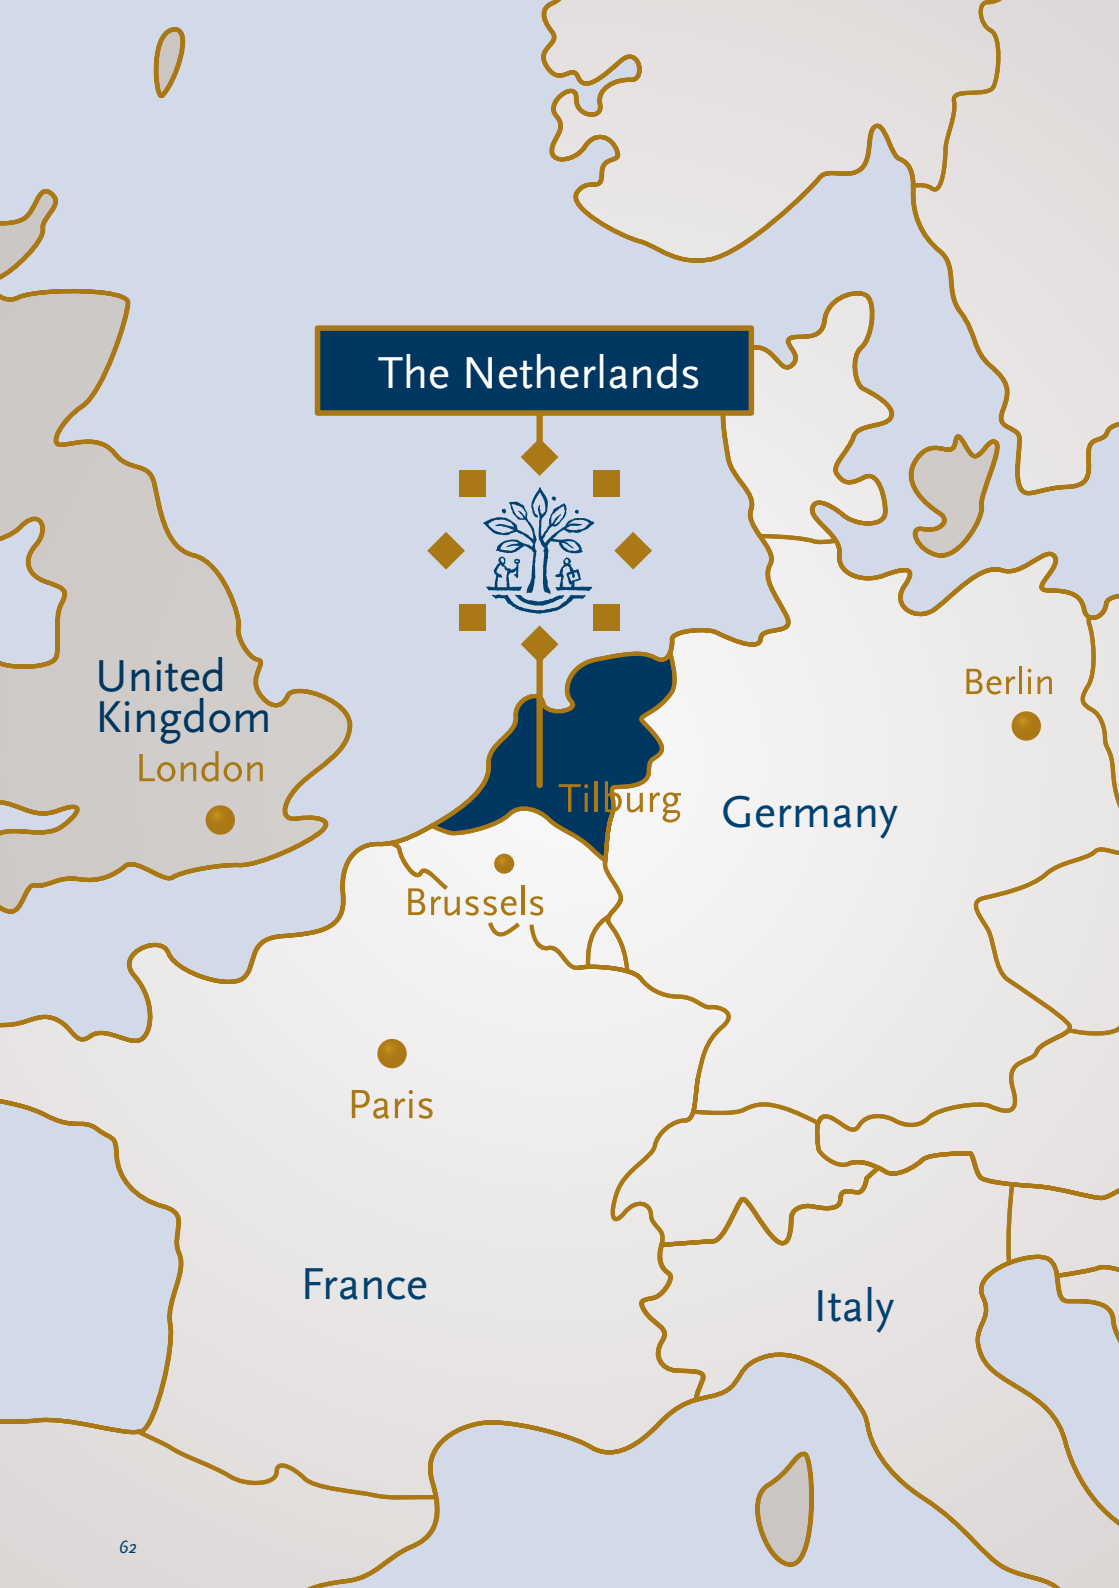 The Netherlands
United
Kingdom
London
Berlin
Tilburg
Germany
Brussels
Paris
France
Italy
62